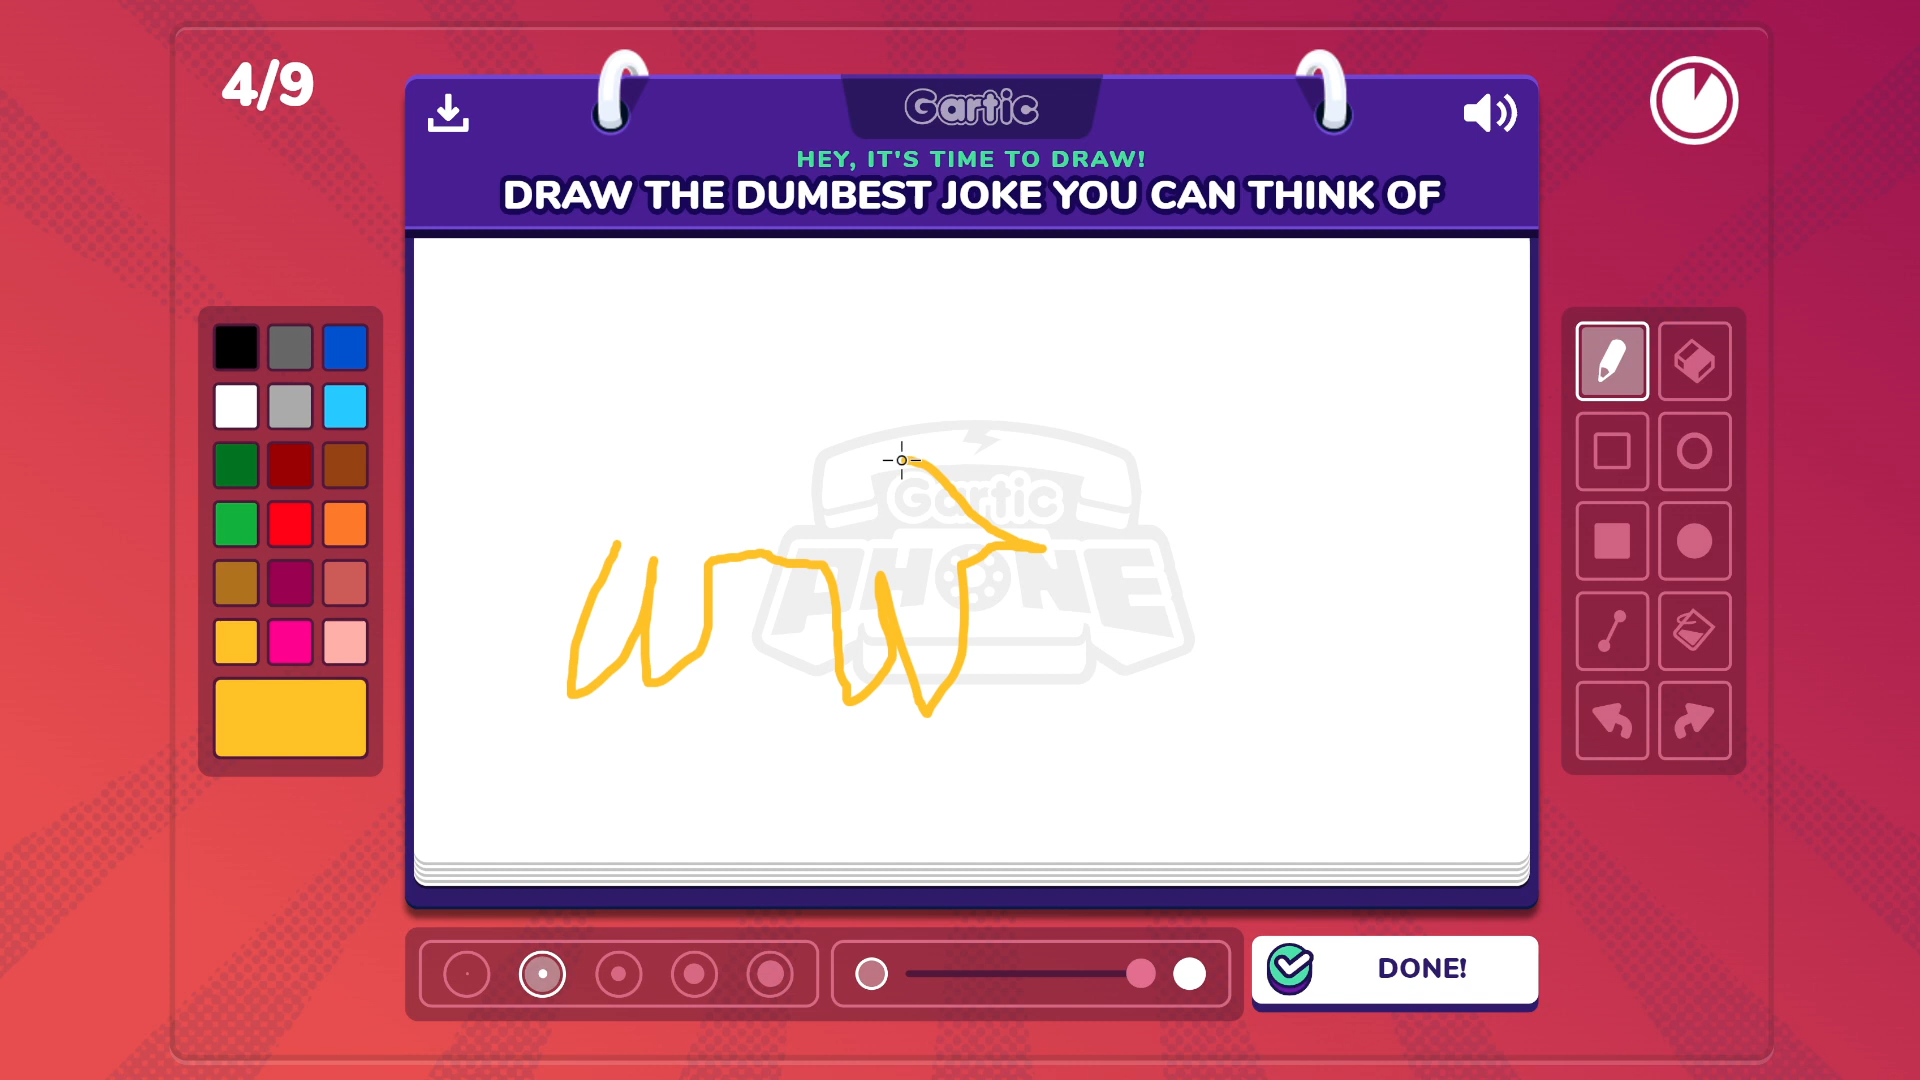 4/9
Gartic
HEY, IT'S TIME TO DRAW!
DRAW THE DUMBEST JOKE YOU CAN THINK OF
Gartic
PHONE
DONE!